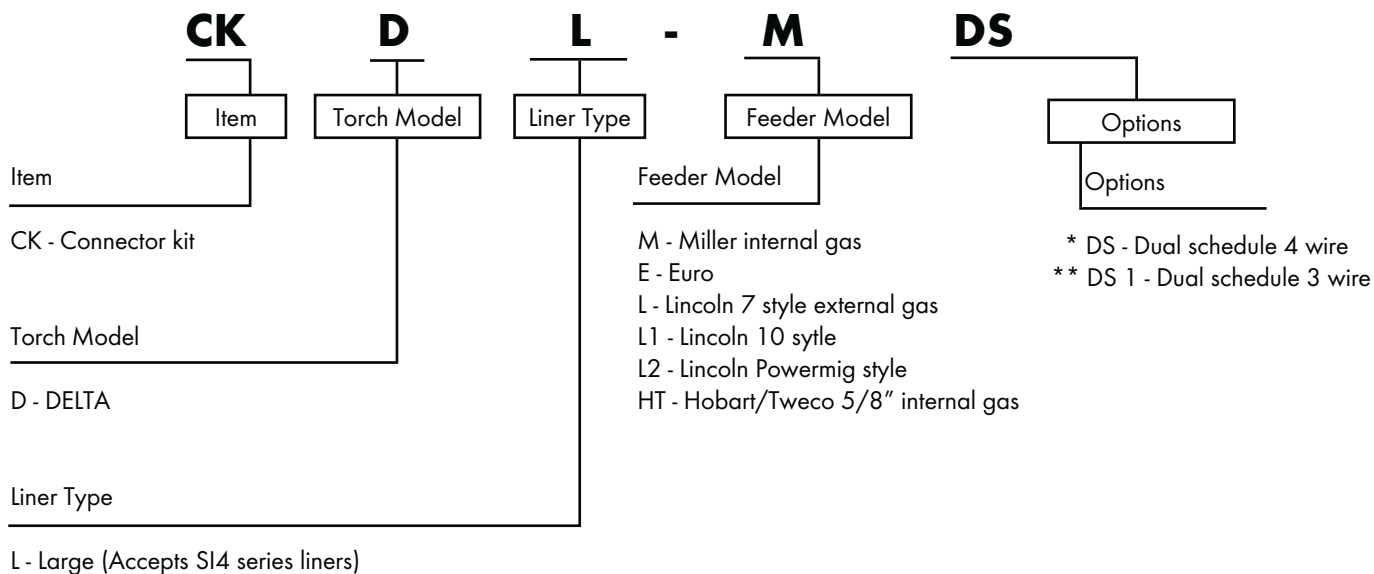 CK D L - M DS
Item Torch Model Liner Type Feeder Model Options
Item
CK - Connector kit
Torch Model
D - DELTA
Liner Type
L - Large (Accepts SI4 series liners)
Feeder Model
M - Miller internal gas
E - Euro
L - Lincoln 7 style external gas
L1 - Lincoln 10 sytle
L2 - Lincoln Powermig style
HT - Hobart/Tweco 5/8” internal gas
Options
* DS - Dual schedule 4 wire
** DS 1 - Dual schedule 3 wire